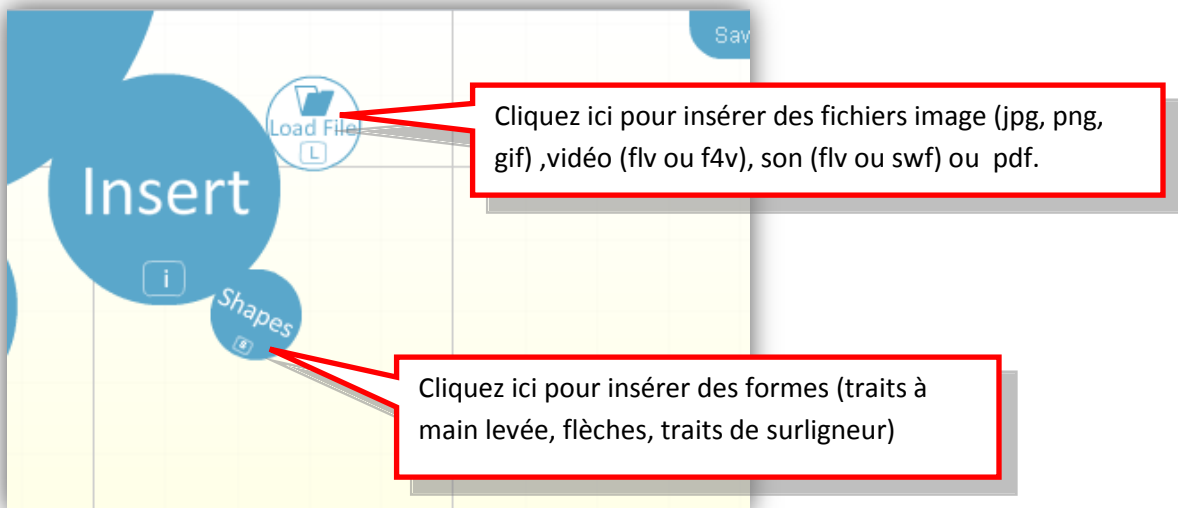 Sav
Load File
L
Cliquez ici pour insérer des fichiers image (jpg, png,
gif) ,vidéo (flv ou f4v), son (flv ou swf) ou  pdf.
Insert
i
Shapes
s
Cliquez ici pour insérer des formes (traits à
main levée, flèches, traits de surligneur)